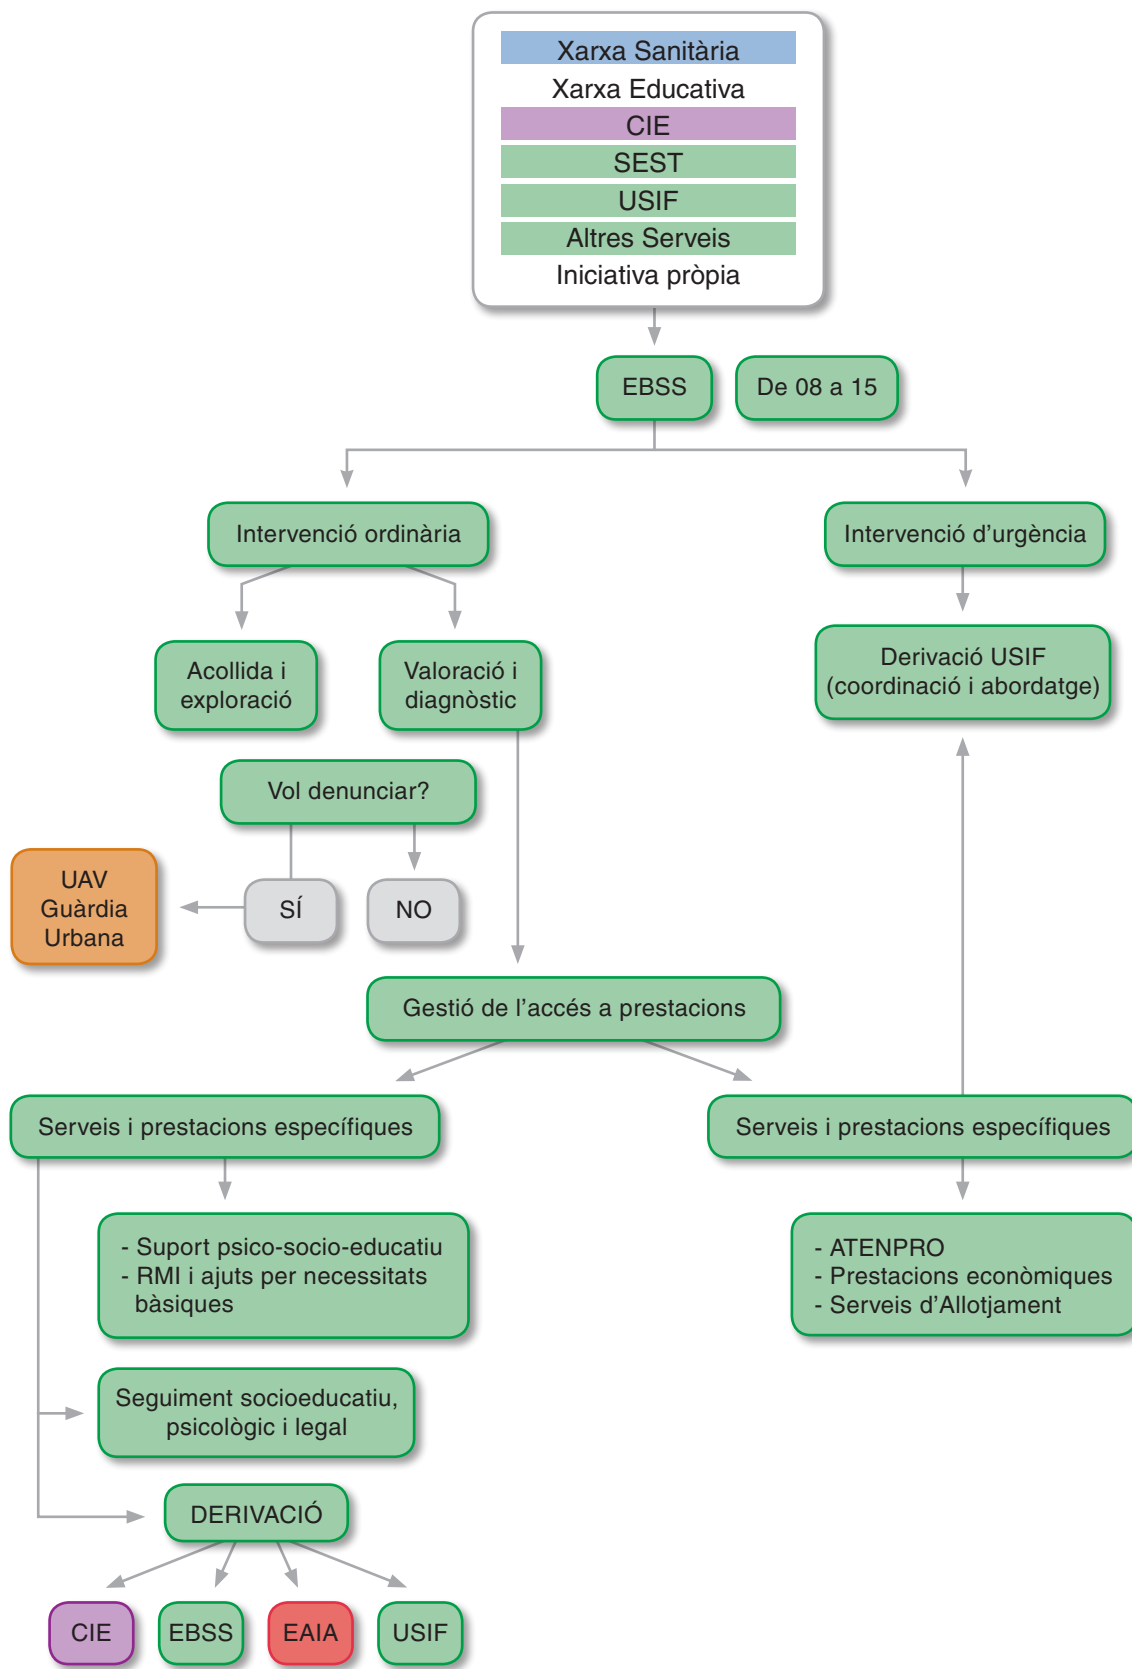 Xarxa Sanitària
Xarxa Educativa
CIE
SEST
USIF
Altres Serveis
Iniciativa pròpia
EBSS
De 08 a 15
Intervenció ordinària
Intervenció d'urgència
Acollida i
exploració
Valoració i
diagnòstic
Derivació USIF
(coordinació i abordatge)
Vol denunciar?
UAV
Guàrdia
Urbana
SÍ
NO
Gestió de l'accés a prestacions
Serveis i prestacions específiques
Serveis i prestacions específiques
- Suport psico-socio-educatiu
- RMI i ajuts per necessitats
bàsiques
- ATENPRO
- Prestacions econòmiques
- Serveis d'Allotjament
Seguiment socioeducatiu,
psicològic i legal
DERIVACIÓ
CIE
EBSS
EAIA
USIF